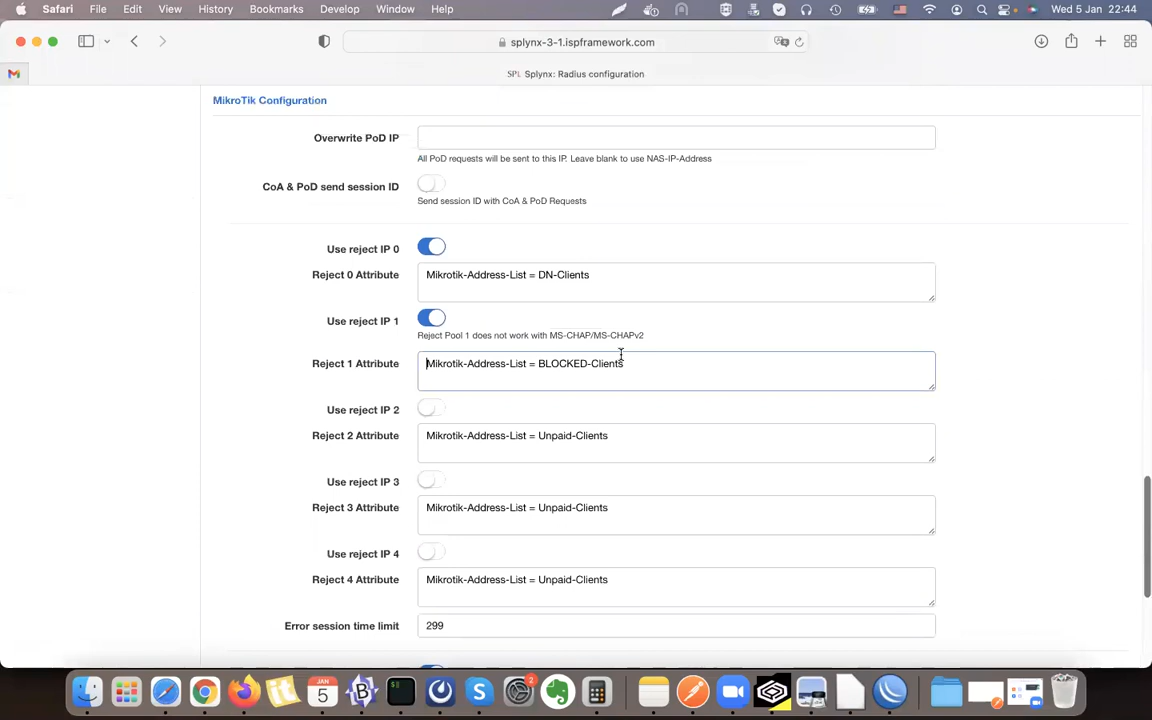 Safari File Edit View History Bookmarks Develop Window Help Wed 5 Jan 22:44
splynx-3-1.ispframework.com
SPL Splynx: Radius configuration
MikroTik Configuration
Overwrite PoD IP
All PoD requests will be sent to this IP. Leave blank to use NAS-IP-Address
CoA & PoD send session ID
Send session ID with CoA & PoD Requests
Use reject IP 0
Reject 0 Attribute Mikrotik-Address-List = DN-Clients
Use reject IP 1
Reject Pool 1 does not work with MS-CHAP/MS-CHAPv2
Reject 1 Attribute Mikrotik-Address-List = BLOCKED-Clients
Use reject IP 2
Reject 2 Attribute Mikrotik-Address-List = Unpaid-Clients
Use reject IP 3
Reject 3 Attribute Mikrotik-Address-List = Unpaid-Clients
Use reject IP 4
Reject 4 Attribute Mikrotik-Address-List = Unpaid-Clients
Error session time limit 299
JAN
5
2